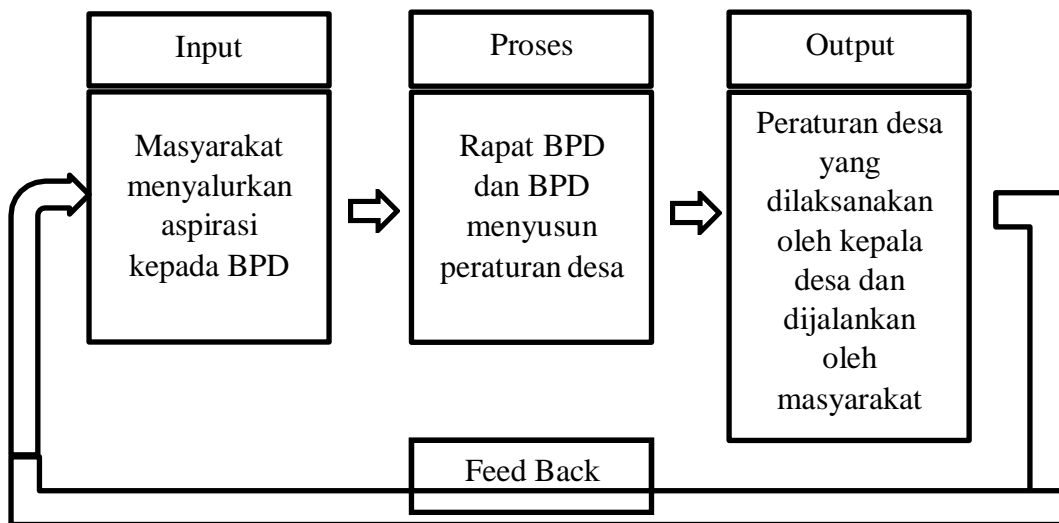 Input
Masyarakat
menyalurkan
aspirasi
kepada BPD
Proses
Rapat BPD
dan BPD
menyusun
peraturan desa
Output
Peraturan desa
yang
dilaksanakan
oleh kepala
desa dan
dijalankan
oleh
masyarakat
Feed Back